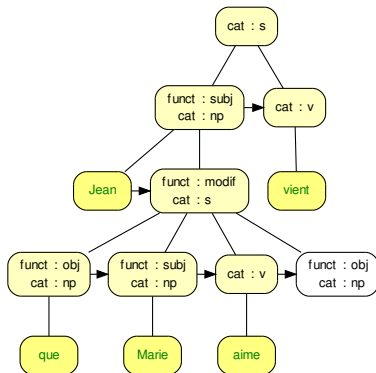 cat : s
funct : subj
cat : np
cat : v
Jean
funct : modif
cat : s
vient
funct : obj
cat : np
funct : subj
cat : np
cat : v
funct : obj
cat : np
que
Marie
aime